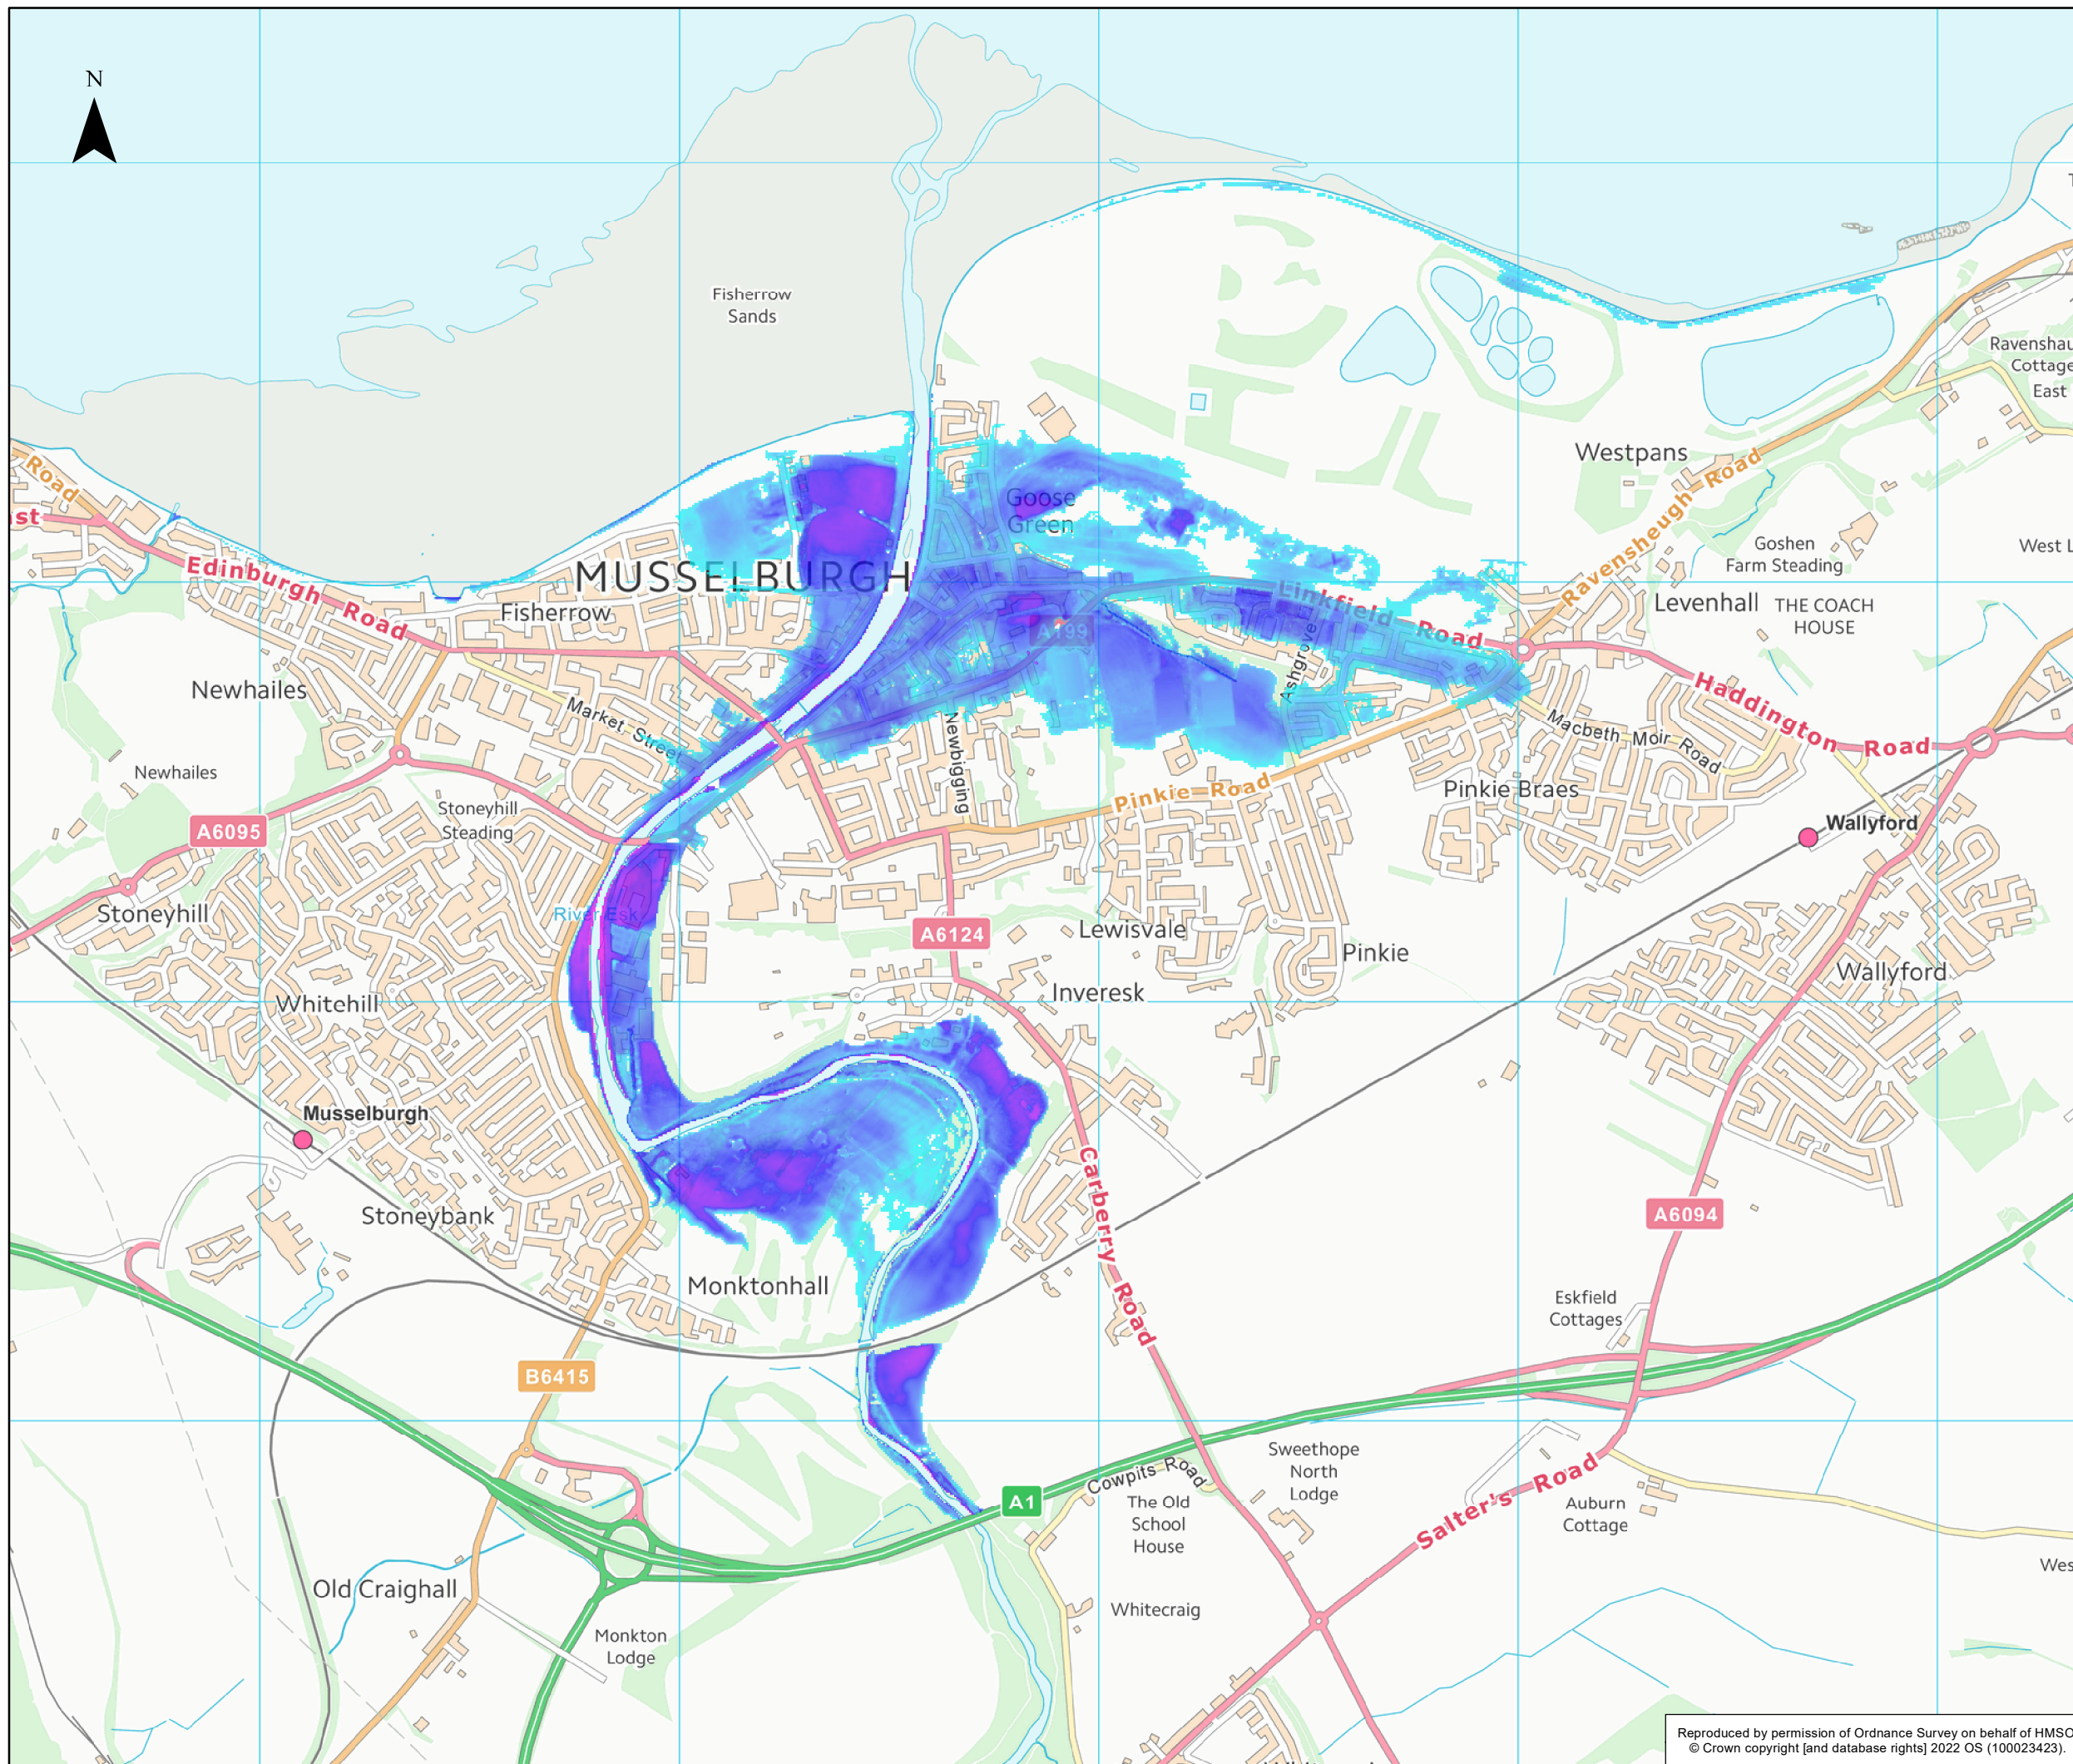 N
Fisherrow
Sands
Ravenshau
Cottage
East
Road
ast
Westpans
Ravensheugh Road
Goose
Green
Goshen
Farm Steading
West L
Edinburgh Road
MUSSELBURGH
Fisherrow
Linkfield Road
Levenhall
THE COACH
HOUSE
A199
Ashgrove
Newhailes
Market Street
Newbigging
Haddington Road
Macbeth Moir Road
Newhailes
Stoneyhill
Steading
Pinkie Road
Pinkie Braes
Wallyford
A6095
Stoneyhill
River Esk
A6124
Lewisvale
Pinkie
Wallyford
Whitehill
Inveresk
Musselburgh
Stoneybank
Carberry Road
A6094
Monktonhall
Eskfield
Cottages
B6415
Sweethope
North
Lodge
Cowpits Road
A1
The Old
School
House
Salter's Road
Auburn
Cottage
Wes
Old Craighall
Whitecraig
Monkton
Lodge
Reproduced by permission of Ordnance Survey on behalf of HMSO
© Crown copyright [and database rights] 2022 OS (100023423).